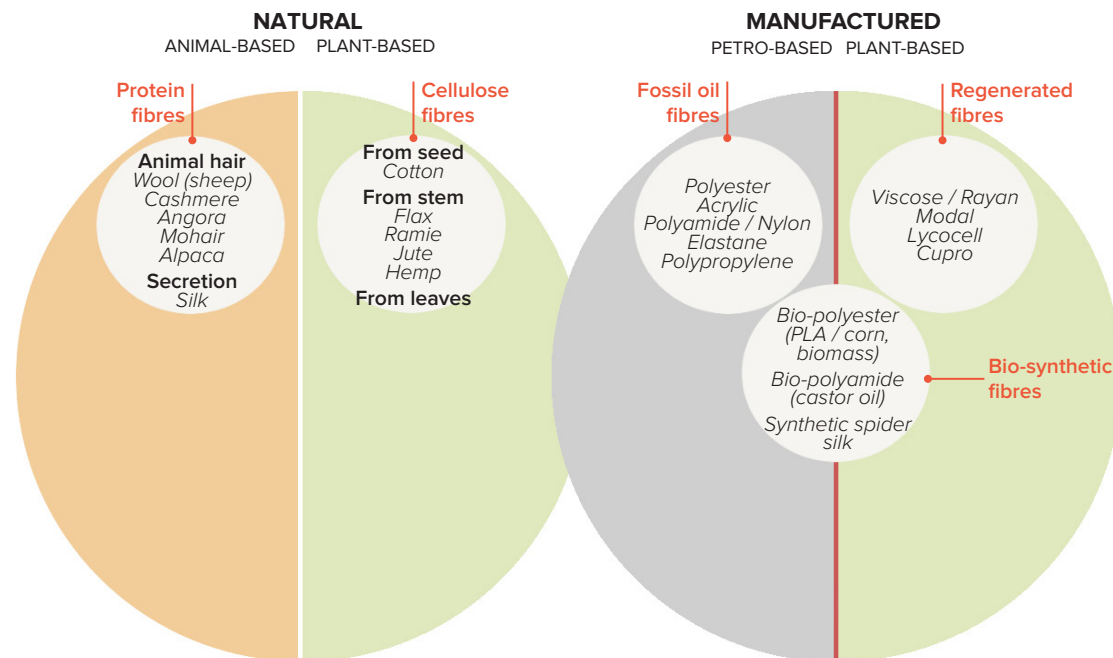 NATURAL
ANIMAL-BASED PLANT-BASED
Protein
fibres
Cellulose
fibres
Animal hair
Wool (sheep)
Cashmere
Angora
Mohair
Alpaca
Secretion
Silk
From seed
Cotton
From stem
Flax
Ramie
Jute
Hemp
From leaves
MANUFACTURED
PETRO-BASED PLANT-BASED
Fossil oil
fibres
Regenerated
fibres
Polyester
Acrylic
Polyamide / Nylon
Elastane
Polypropylene
Viscose / Rayan
Modal
Lycocell
Cupro
Bio-polyester
(PLA / corn,
biomass)
Bio-polyamide
(castor oil)
Synthetic spider
silk
Bio-synthetic
fibres